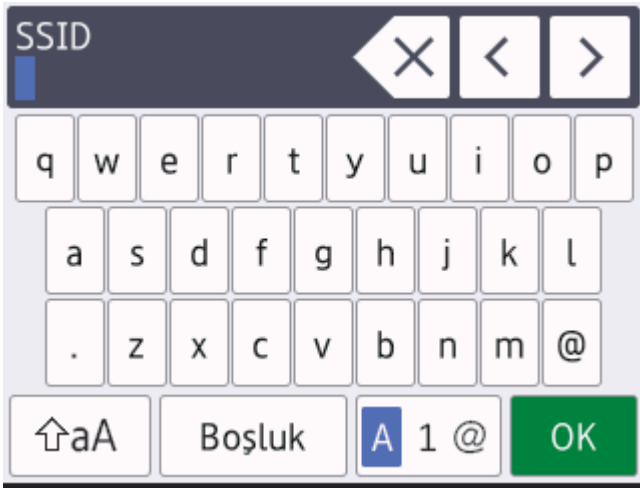 SSID
q w e r t y u i o p
a s d f g h j k l
. z x c v b n m @
aA Boşluk A 1 @ OK